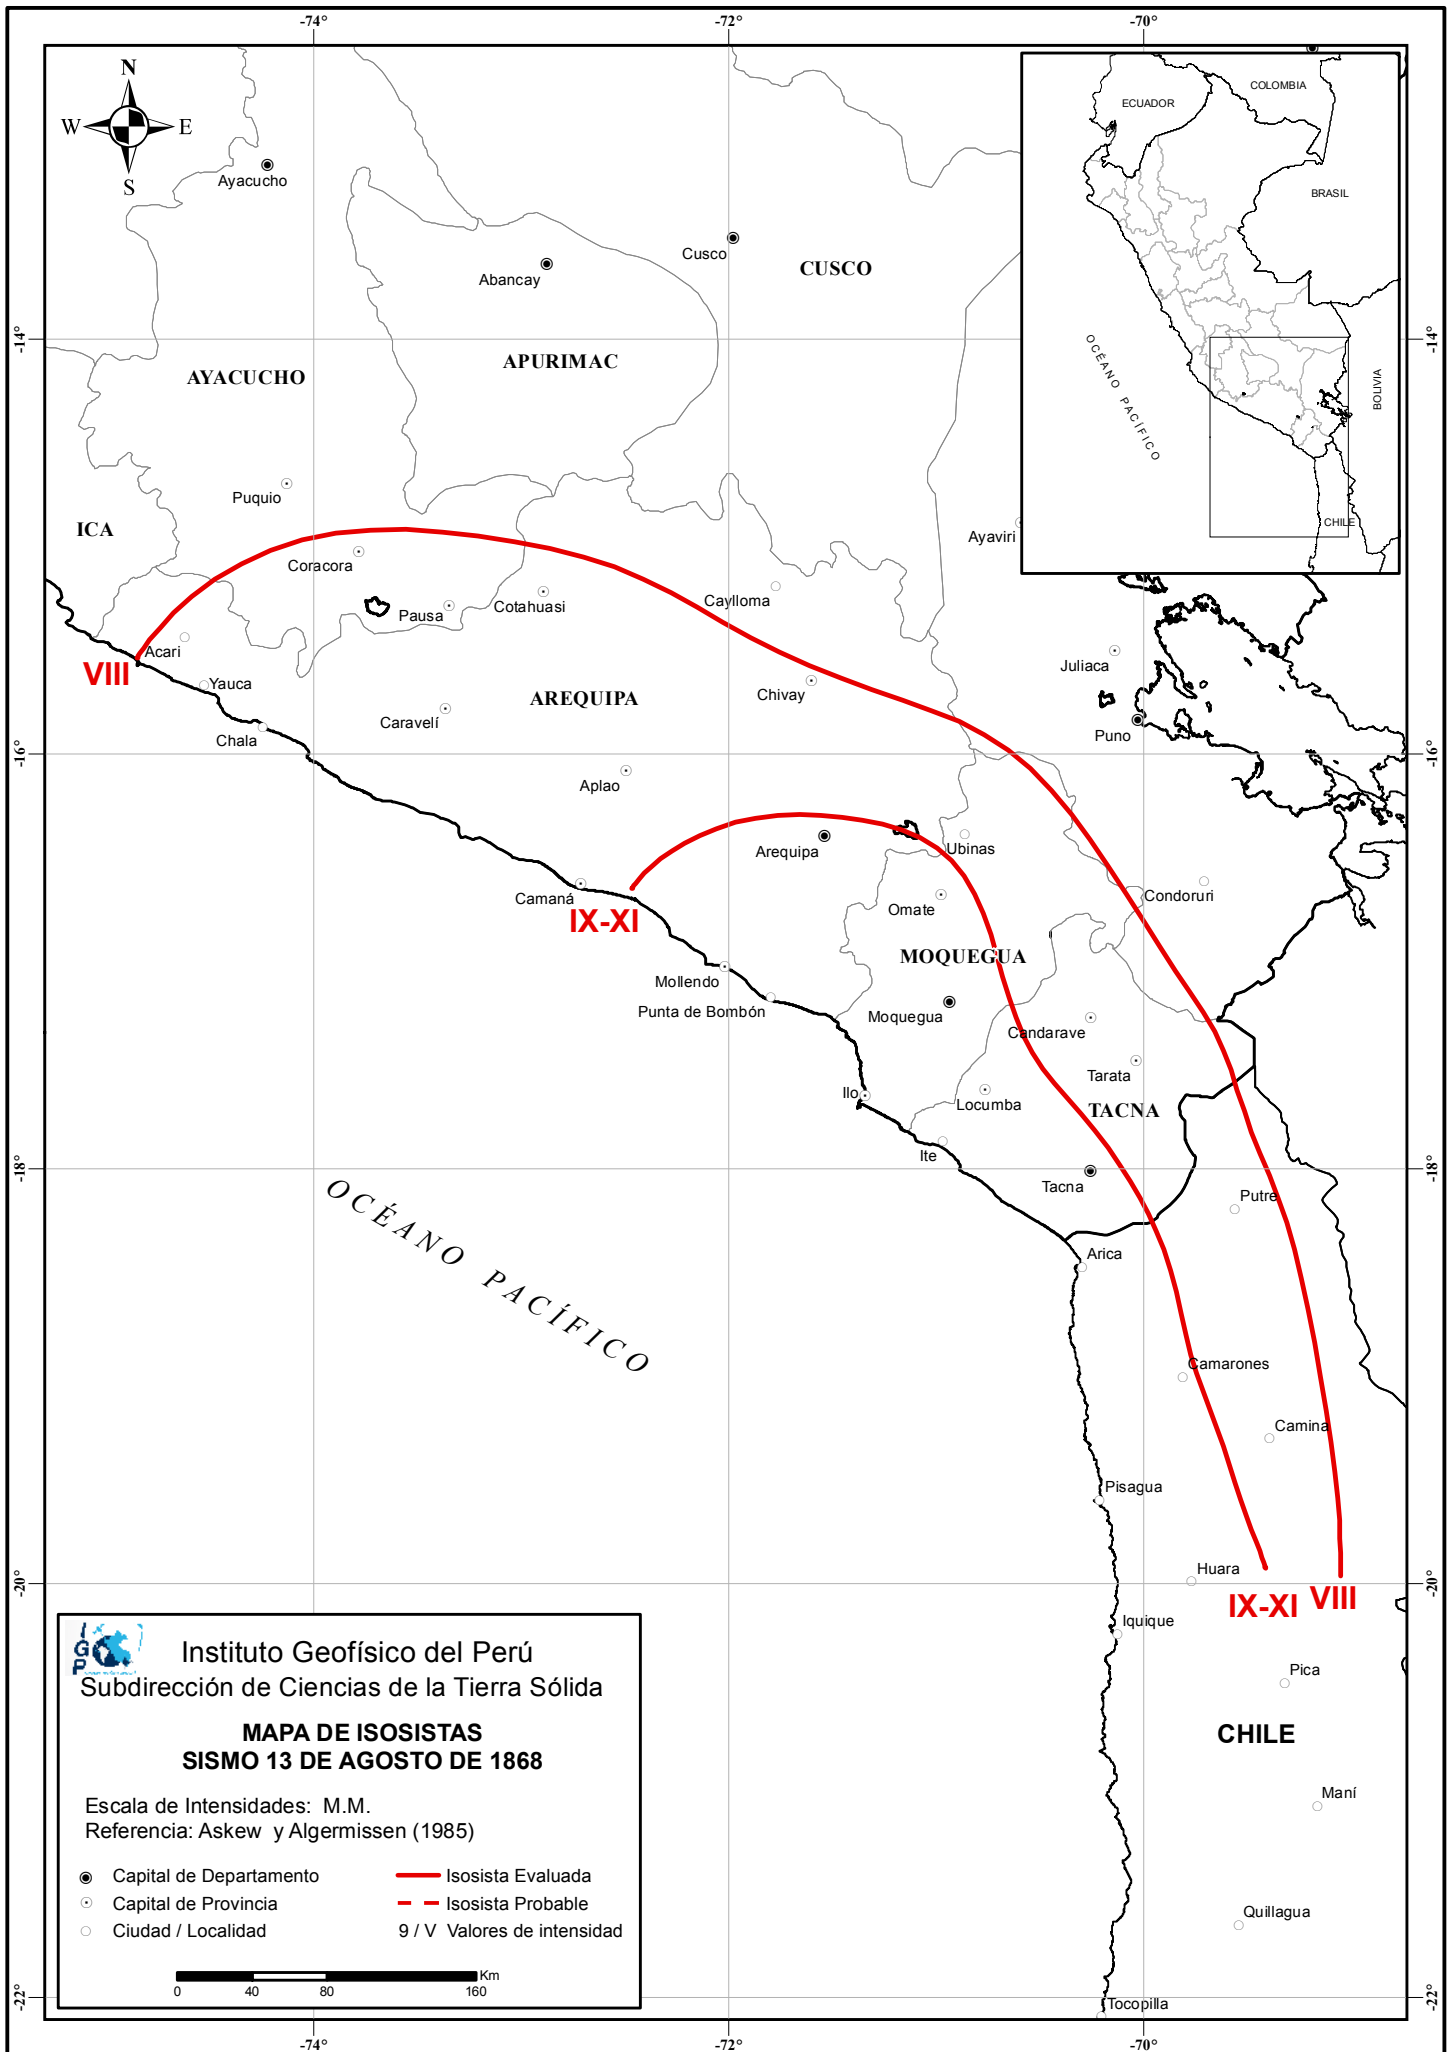 -74°
-72°
-70°
N
W
E
S
Ayacucho
Cusco
CUSCO
Abancay
-14°
-14°
APURIMAC
AYACUCHO
Puquio
ICA
Ayaviri
Coracora
Pausa
Cotahuasi
Caylloma
Acari
VIII
Yauca
Juliaca
Chivay
AREQUIPA
Caravelí
Chala
Puno
-16°
-16°
Aplao
Arequipa
Ubinas
Camaná
IX-XI
Omate
Condoruri
MOQUEGUA
Mollendo
Punta de Bombón
Moquegua
Candarave
Tarata
Ilo
Locumba
TACNA
Ite
-18°
-18°
Tacna
Putre
OCÉANO PACÍFICO
Arica
Camarones
Camina
Pisagua
Huara
-20°
-20°
IX-XI
VIII
Iquique
Pica
CHILE
Maní
Quillagua
-22°
-22°
Tocopilla
-74°
-72°
-70°
COLOMBIA
ECUADOR
BRASIL
OCÉANO PACÍFICO
BOLIVIA
CHILE
IGP
Instituto Geofísico del Perú
Subdirección de Ciencias de la Tierra Sólida
MAPA DE ISOSISTAS
SISMO 13 DE AGOSTO DE 1868
Escala de Intensidades: M.M.
Referencia: Askew y Algermissen (1985)
Capital de Departamento
Isosista Evaluada
Capital de Provincia
Isosista Probable
Ciudad / Localidad
9 / V Valores de intensidad
Km
0 40 80 160